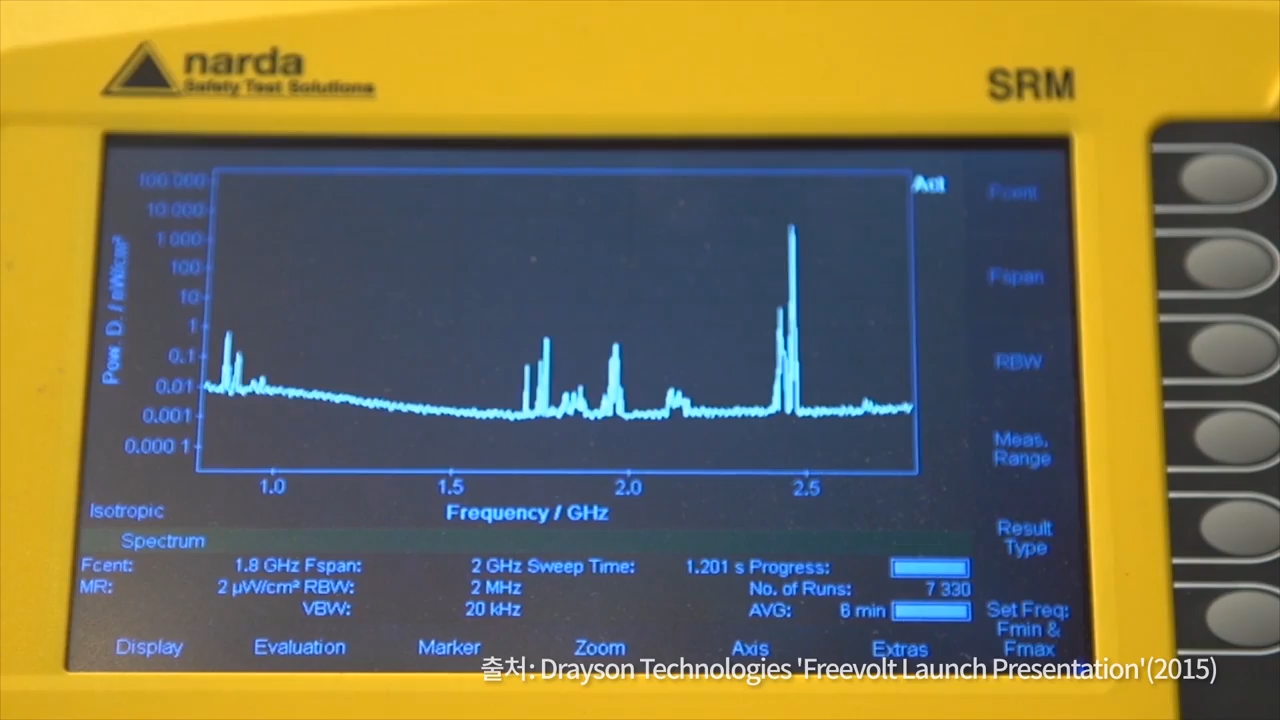 narda
Safety Test Solutions
SRM
100 000
10 000
1 000
100
10
1
0.1
0.01
0.001
0.000 1
Pow. D. / nW/cm²
Act
1.0 1.5 2.0 2.5
Frequency / GHz
Isotropic
Spectrum
Fcent: 1.8 GHz Fspan: 2 GHz Sweep Time: 1.201 s Progress:
MR: 2 µW/cm² RBW: 2 MHz No. of Runs: 7 330
VBW: 20 kHz AVG: 6 min
Display Evaluation Marker Zoom Axis Extras
Fcent
Fspan
RBW
Meas.
Range
Result
Type
Set Freq:
Fmin &
Fmax
출처: Drayson Technologies 'Freevolt Launch Presentation'(2015)